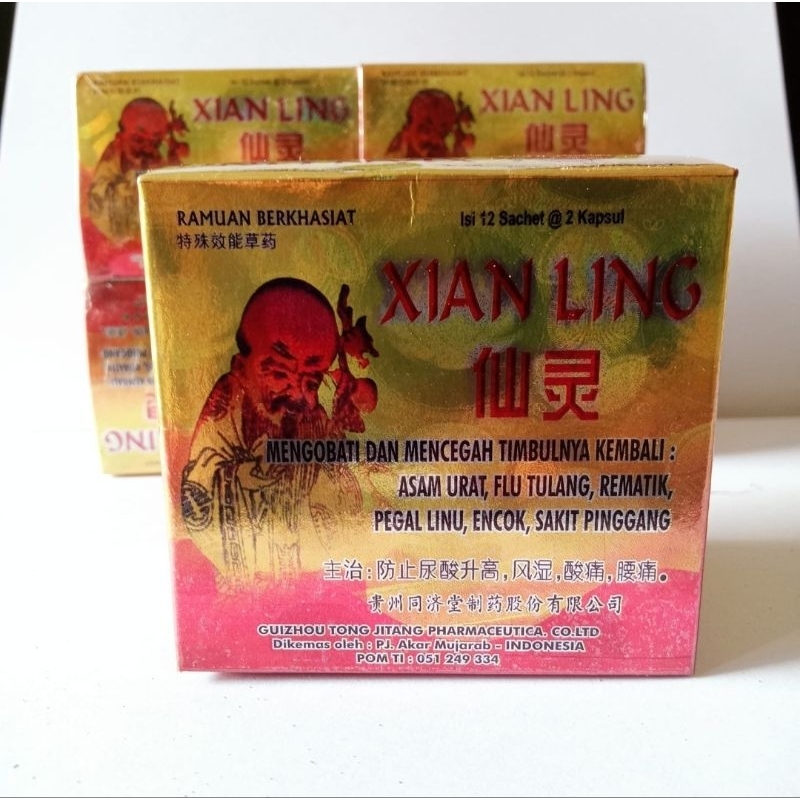 RAMUAN BERKHASIAT
XIAN LING
仙灵
XIAN LING
仙灵
RAMUAN BERKHASIAT
特殊效能草药
Isi 12 Sachet @ 2 Kapsul
XIAN LING
仙灵
MENGOBATI DAN MENCEGAH TIMBULNYA KEMBALI :
ASAM URAT, FLU TULANG, REMATIK,
PEGAL LINU, ENCOK, SAKIT PINGGANG
主治:防止尿酸升高,风湿,酸痛,腰痛。
贵州同济堂制药股份有限公司
GUIZHOU TONG JITANG PHARMACEUTICA. CO.LTD
Dikemas oleh : PJ. Akar Mujarab - INDONESIA
POM TI : 051 249 334